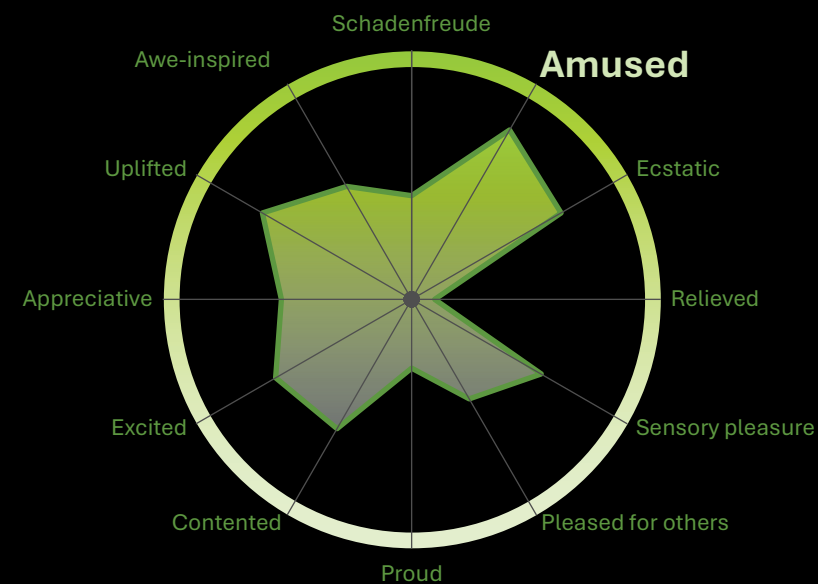 Schadenfreude
Awe-inspired
Amused
Uplifted
Ecstatic
Appreciative
Relieved
Excited
Sensory pleasure
Contented
Pleased for others
Proud